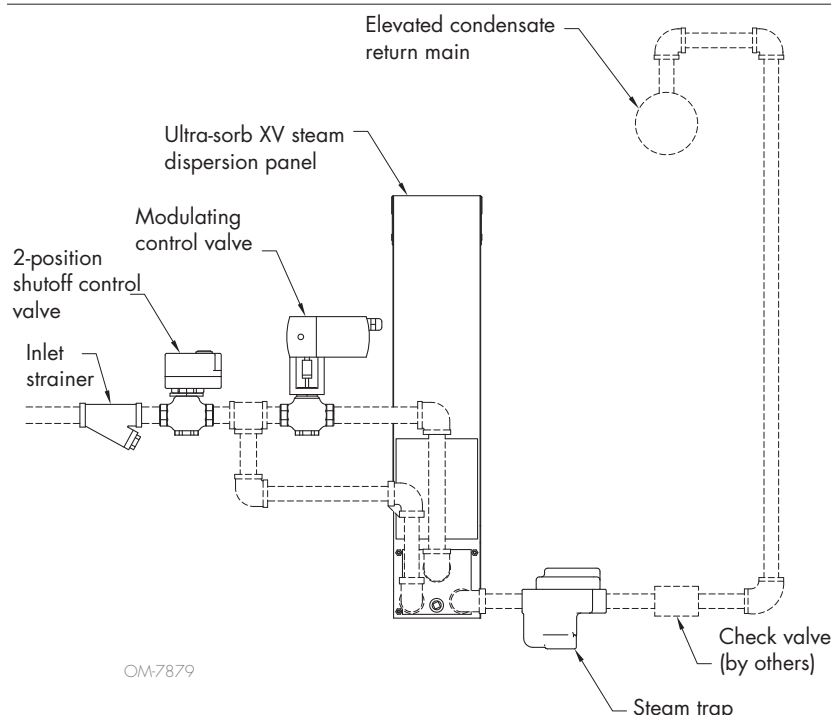 Elevated condensate
return main
Ultra-sorb XV steam
dispersion panel
Modulating
control valve
2-position
shutoff control
valve
Inlet
strainer
Check valve
(by others)
OM-7879
Steam trap